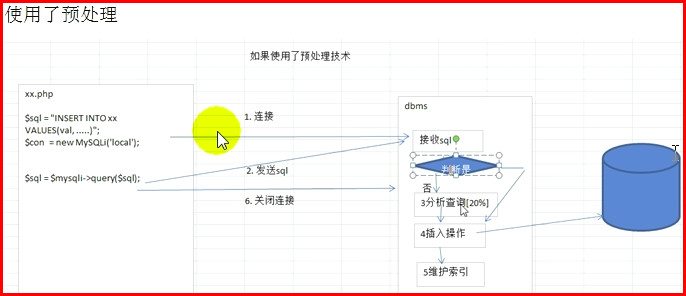 使用了预处理
如果使用了预处理技术
xx.php
$sql = "INSERT INTO xx
VALUES(val, .....)";
$con = new MySQLi('local');
$sql = $mysqli->query($sql);
1. 连接
2. 发送sql
6. 关闭连接
dbms
接收sql
判断是
否
3分析查询[20%]
4插入操作
5维护索引